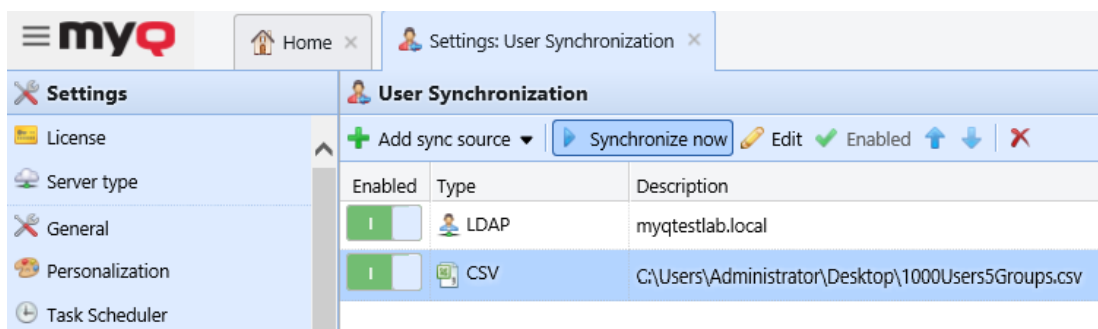 myQ
Home
Settings: User Synchronization
Settings
User Synchronization
License
Add sync source
Synchronize now
Edit
Enabled
Server type
Enabled Type Description
General
LDAP myqtestlab.local
Personalization
CSV C:\Users\Administrator\Desktop\1000Users5Groups.csv
Task Scheduler